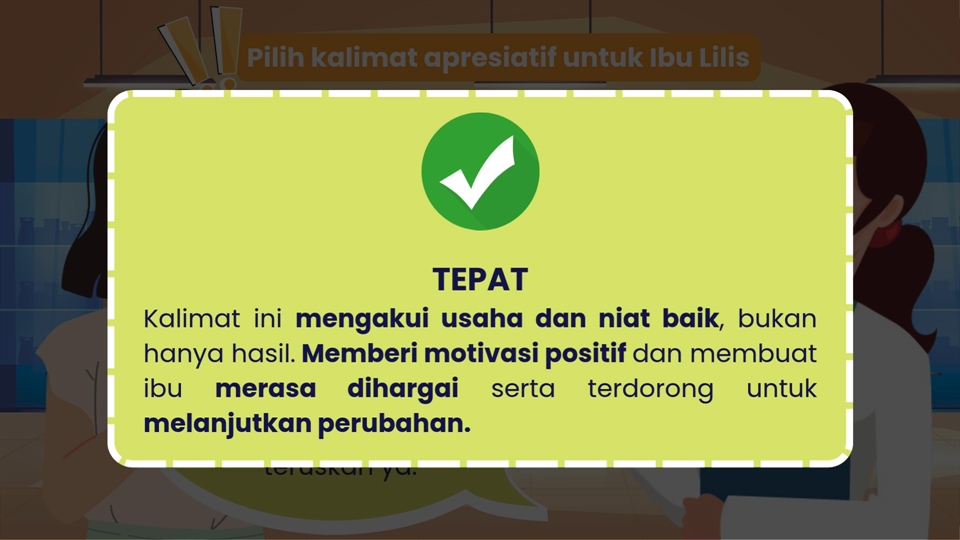 Pilih kalimat apresiatif untuk Ibu Lilis
TEPAT
Kalimat ini mengakui usaha dan niat baik, bukan
hanya hasil. Memberi motivasi positif dan membuat
ibu merasa dihargai serta terdorong untuk
melanjutkan perubahan.
teruskan ya.